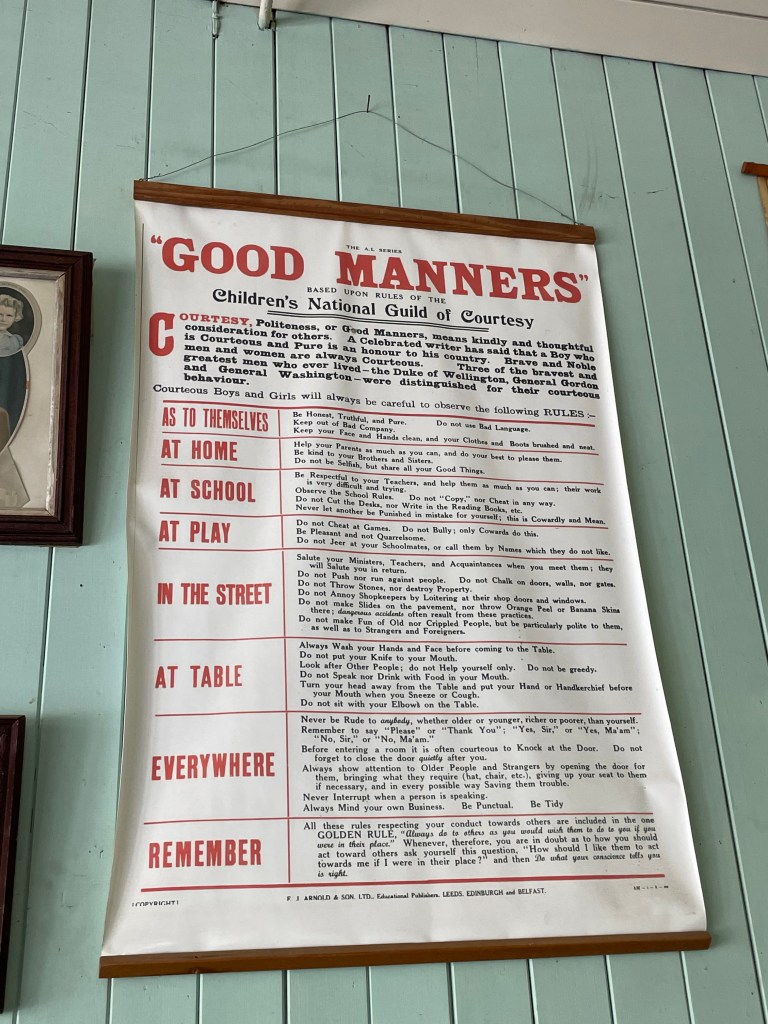 THE A.L SERIES
"GOOD MANNERS"
BASED UPON RULES OF THE
Children's National Guild of Courtesy
COURTESY, Politeness, or Good Manners, means kindly and thoughtful
consideration for others. A Celebrated writer has said that a Boy who
is Courteous and Pure is an honour to his country. Brave and Noble
men and women are always Courteous. Three of the bravest and
greatest men who ever lived—the Duke of Wellington, General Gordon
and General Washington—were distinguished for their courteous
behaviour.
Courteous Boys and Girls will always be careful to observe the following RULES:—
AS TO THEMSELVES
Be Honest, Truthful, and Pure. Do not use Bad Language.
Keep out of Bad Company.
Keep your Face and Hands clean, and your Clothes and Boots brushed and neat.
AT HOME
Help your Parents as much as you can, and do your best to please them.
Be kind to your Brothers and Sisters.
Do not be Selfish, but share all your Good Things.
AT SCHOOL
Be Respectful to your Teachers, and help them as much as you can; their work
is very difficult and trying.
Observe the School Rules. Do not "Copy," nor Cheat in any way.
Do not Cut the Desks, nor Write in the Reading Books, etc.
Never let another be Punished in mistake for yourself; this is Cowardly and Mean.
AT PLAY
Do not Cheat at Games. Do not Bully; only Cowards do this.
Be Pleasant and not Quarrelsome.
Do not Jeer at your Schoolmates, or call them by Names which they do not like.
IN THE STREET
Salute your Ministers, Teachers, and Acquaintances when you meet them; they
will Salute you in return.
Do not Push nor run against people. Do not Chalk on doors, walls, nor gates.
Do not Throw Stones, nor destroy Property.
Do not Annoy Shopkeepers by Loitering at their shop doors and windows.
Do not make Slides on the pavement, nor throw Orange Peel or Banana Skins
there; dangerous accidents often result from these practices.
Do not make Fun of Old nor Crippled People, but be particularly polite to them,
as well as to Strangers and Foreigners.
AT TABLE
Always Wash your Hands and Face before coming to the Table.
Do not put your Knife to your Mouth.
Look after Other People; do not Help yourself only. Do not be greedy.
Do not Speak nor Drink with Food in your Mouth.
Turn your head away from the Table and put your Hand or Handkerchief before
your Mouth when you Sneeze or Cough.
Do not sit with your Elbows on the Table.
EVERYWHERE
Never be Rude to anybody, whether older or younger, richer or poorer, than yourself.
Remember to say "Please" or "Thank You"; "Yes, Sir," or "Yes, Ma'am";
"No, Sir," or "No, Ma'am."
Before entering a room it is often courteous to Knock at the Door. Do not
forget to close the door quietly after you.
Always show attention to Older People and Strangers by opening the door for
them, bringing what they require (hat, chair, etc.), giving up your seat to them
if necessary, and in every possible way Saving them trouble.
Never Interrupt when a person is speaking.
Always Mind your own Business. Be Punctual. Be Tidy
REMEMBER
All these rules respecting your conduct towards others are included in the one
GOLDEN RULE, "Always do to others as you would wish them to do to you if you
were in their place." Whenever, therefore, you are in doubt as to how you should
act toward others ask yourself this question, "How should I like them to act
towards me if I were in their place?" and then Do what your conscience tells you
is right.
[COPYRIGHT]
E. J. ARNOLD & SON, LTD., Educational Publishers, LEEDS, EDINBURGH and BELFAST.